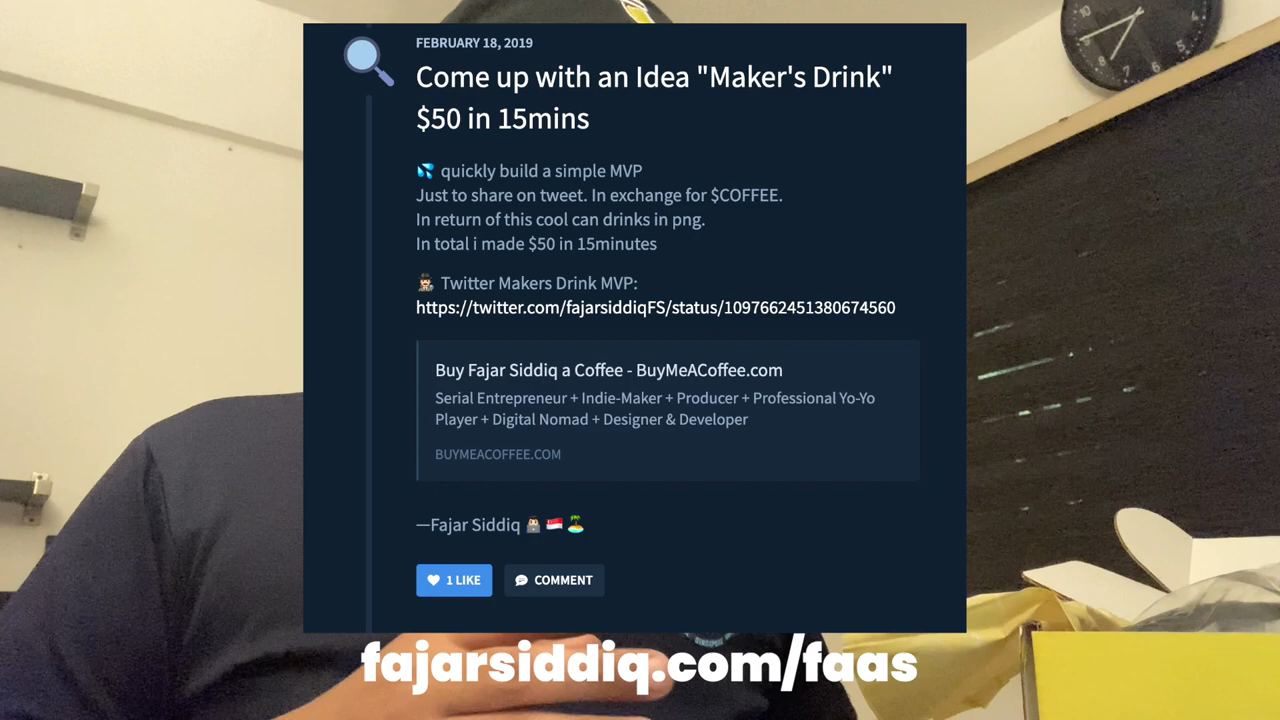 FEBRUARY 18, 2019
Come up with an Idea "Maker's Drink"
$50 in 15mins
💦 quickly build a simple MVP
Just to share on tweet. In exchange for $COFFEE.
In return of this cool can drinks in png.
In total i made $50 in 15minutes
🕵🏼 Twitter Makers Drink MVP:
https://twitter.com/fajarsiddiqFS/status/1097662451380674560
Buy Fajar Siddiq a Coffee - BuyMeACoffee.com
Serial Entrepreneur + Indie-Maker + Producer + Professional Yo-Yo
Player + Digital Nomad + Designer & Developer
BUYMEACOFFEE.COM
—Fajar Siddiq 👨🏼‍💻 🇸🇬 🏝
1 LIKE COMMENT
fajarsiddiq.com/faas